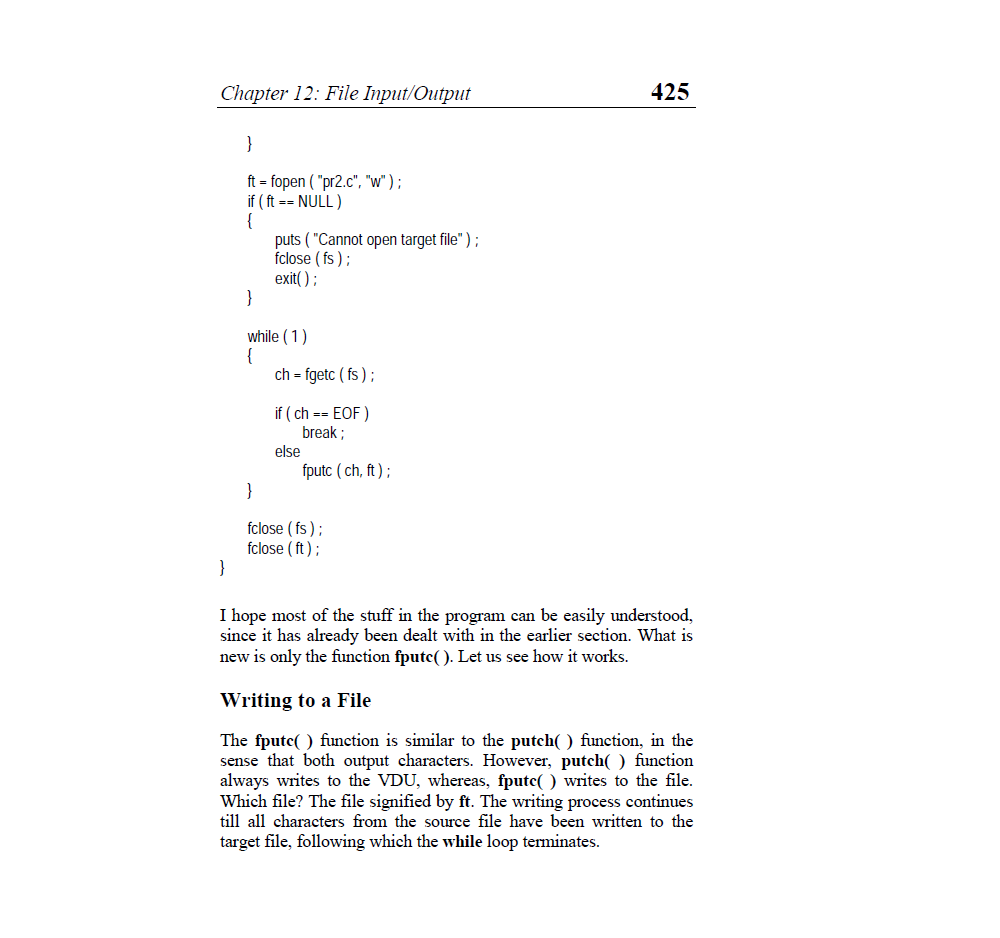 Chapter 12: File Input/Output 425
}
ft = fopen ( "pr2.c", "w" ) ;
if ( ft == NULL )
{
puts ( "Cannot open target file" ) ;
fclose ( fs ) ;
exit( ) ;
}
while ( 1 )
{
ch = fgetc ( fs ) ;
if ( ch == EOF )
break ;
else
fputc ( ch, ft ) ;
}
fclose ( fs ) ;
fclose ( ft ) ;
}
I hope most of the stuff in the program can be easily understood,
since it has already been dealt with in the earlier section. What is
new is only the function fputc( ). Let us see how it works.
Writing to a File
The fputc( ) function is similar to the putch( ) function, in the
sense that both output characters. However, putch( ) function
always writes to the VDU, whereas, fputc( ) writes to the file.
Which file? The file signified by ft. The writing process continues
till all characters from the source file have been written to the
target file, following which the while loop terminates.